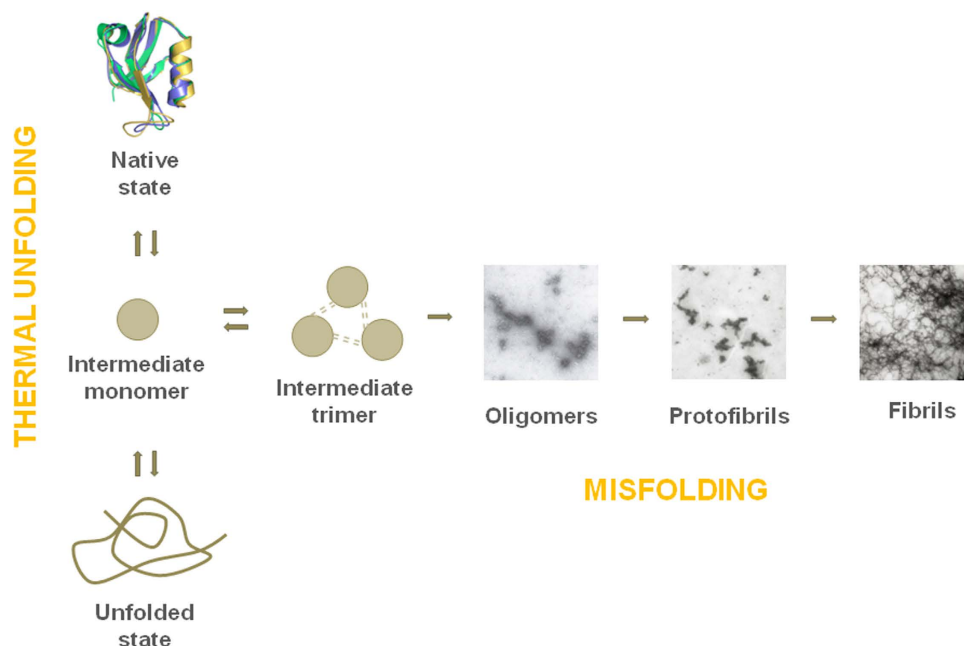 THERMAL UNFOLDING
Native
state
Intermediate
monomer
Unfolded
state
Intermediate
trimer
Oligomers
Protofibrils
Fibrils
MISFOLDING